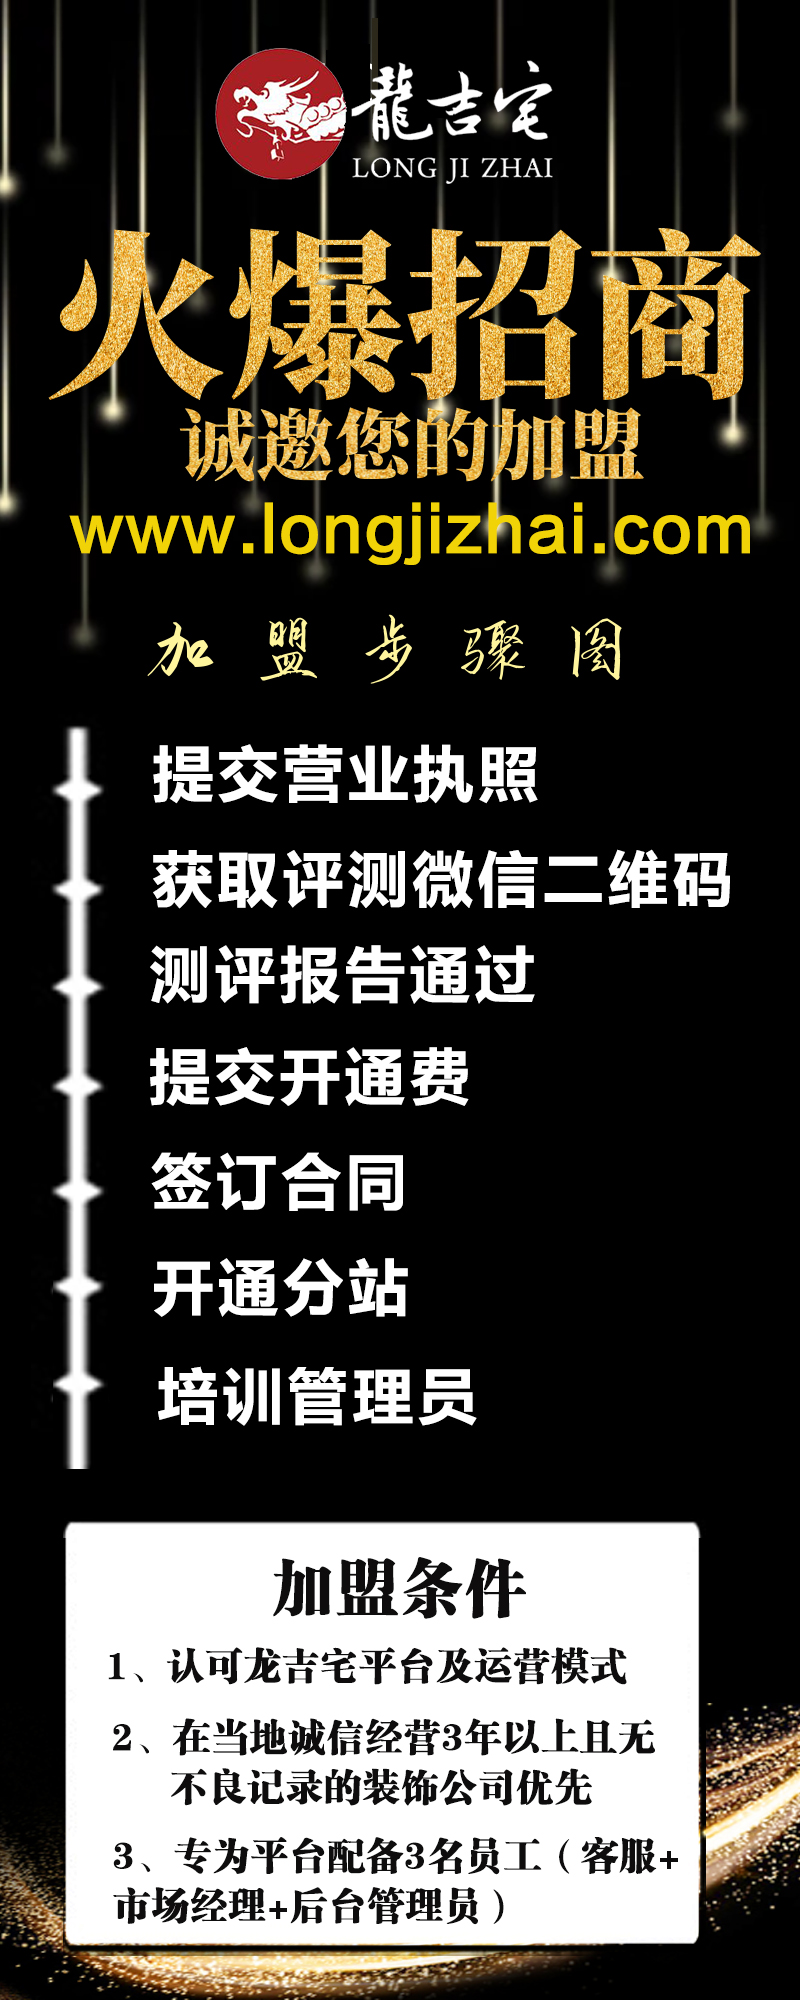 龍吉宅
LONG JI ZHAI
火爆招商
诚邀您的加盟
www.longjizhai.com
加盟步骤图
提交营业执照
获取评测微信二维码
测评报告通过
提交开通费
签订合同
开通分站
培训管理员
加盟条件
1、认可龙吉宅平台及运营模式
2、在当地诚信经营3年以上且无
不良记录的装饰公司优先
3、专为平台配备3名员工（客服+
市场经理+后台管理员）